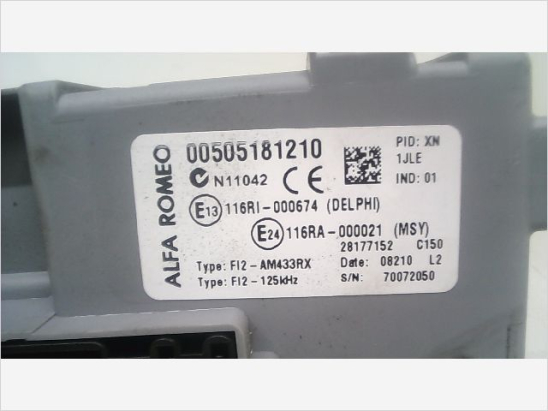 ALFA ROMEO
00505181210
PID: XN
1JLE
N11042 CE
IND: 01
E13 116RI-000674 (DELPHI)
E24 116RA-000021 (MSY)
28177152 C150
Type: FI2-AM433RX Date: 08210 L2
Type: FI2-125kHz S/N: 70072050